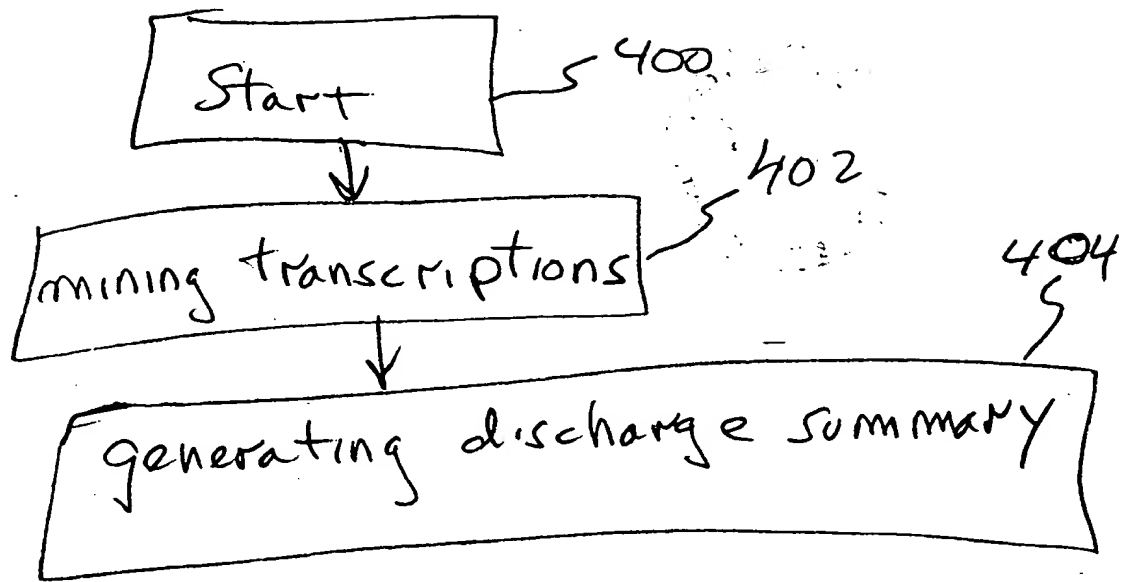 Start
400
mining transcriptions
402
404
generating discharge summary